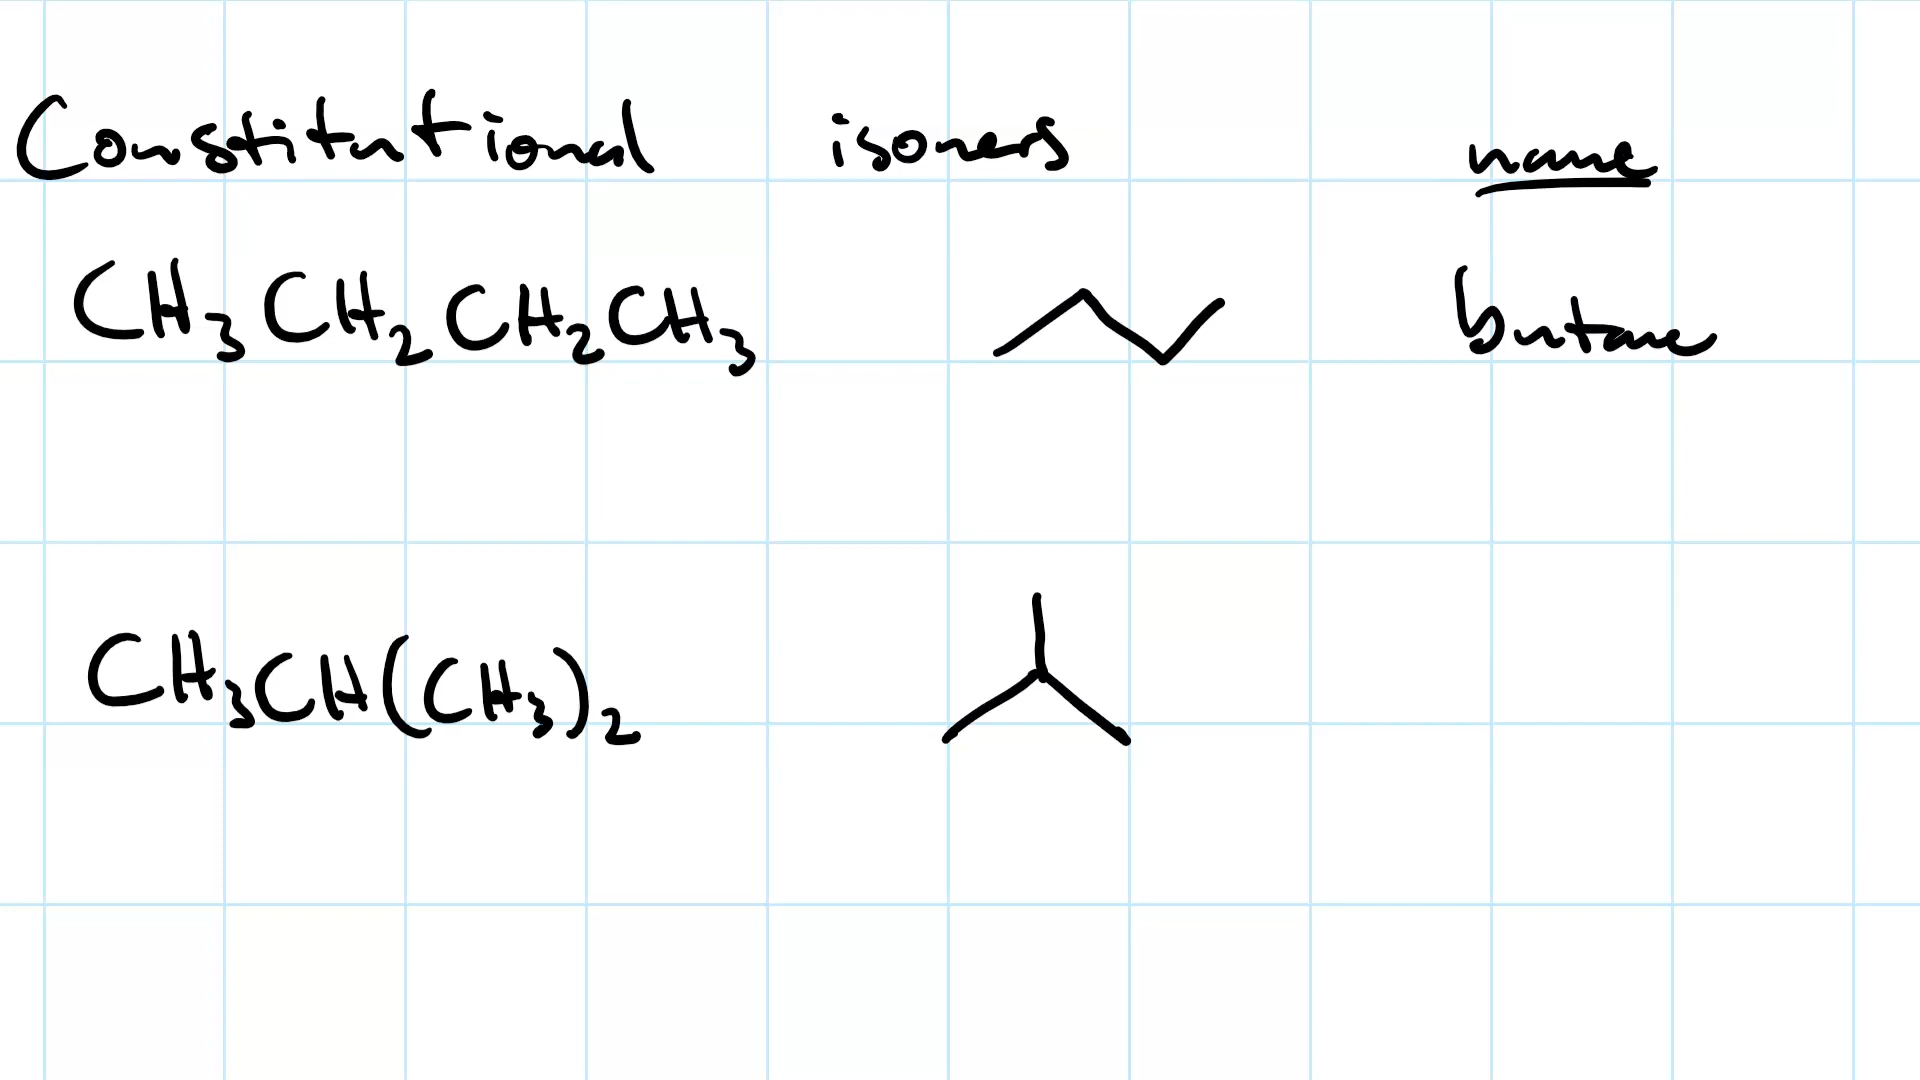 Constitutional isomers name
CH₃CH₂CH₂CH₃ butane
CH₃CH(CH₃)₂